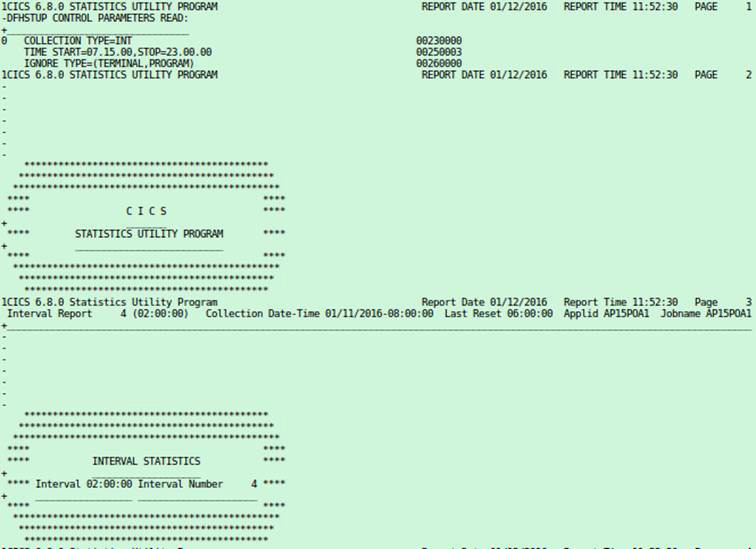 1CICS 6.8.0 STATISTICS UTILITY PROGRAM REPORT DATE 01/12/2016 REPORT TIME 11:52:30 PAGE 1
-DFHSTUP CONTROL PARAMETERS READ:
+________________________________
0 COLLECTION TYPE=INT 00230000
TIME START=07.15.00,STOP=23.00.00 00250003
IGNORE TYPE=(TERMINAL,PROGRAM) 00260000
1CICS 6.8.0 STATISTICS UTILITY PROGRAM REPORT DATE 01/12/2016 REPORT TIME 11:52:30 PAGE 2
-
-
-
-
-
-
-
*******************************************
*********************************************
***********************************************
**** ****
**** C I C S ****
+ _______
**** STATISTICS UTILITY PROGRAM ****
+ __________________________
**** ****
***********************************************
*********************************************
*******************************************
1CICS 6.8.0 Statistics Utility Program Report Date 01/12/2016 Report Time 11:52:30 Page 3
Interval Report 4 (02:00:00) Collection Date-Time 01/11/2016-08:00:00 Last Reset 06:00:00 Applid AP15POA1 Jobname AP15POA1
+___________________________________________________________________________________________________________________________________
-
-
-
-
-
-
-
*******************************************
*********************************************
***********************************************
**** ****
**** INTERVAL STATISTICS ****
+ ___________________
**** Interval 02:00:00 Interval Number 4 ****
+ _________________ _____________________
**** ****
***********************************************
*********************************************
*******************************************